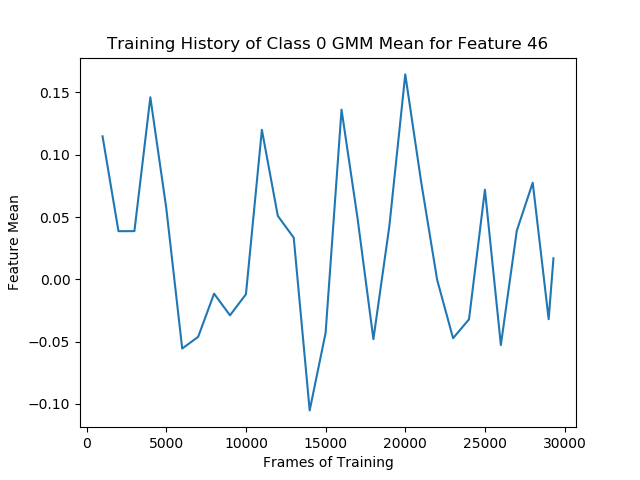 Training History of Class 0 GMM Mean for Feature 46
Feature Mean
0.15
0.10
0.05
0.00
−0.05
−0.10
0 5000 10000 15000 20000 25000 30000
Frames of Training